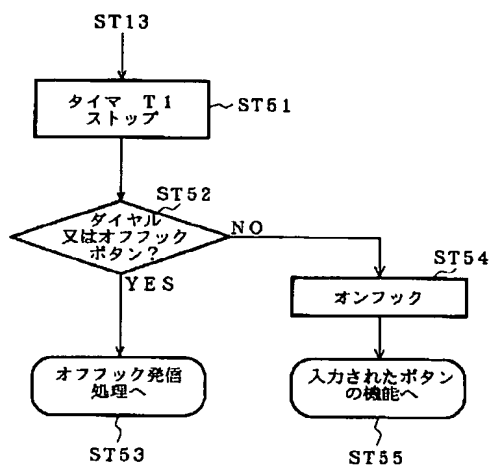 ST13
タイマ T1
ストップ
ST51
ST52
ダイヤル
又はオフフック
ボタン?
NO
YES
ST54
オンフック
オフフック発信
処理へ
入力されたボタン
の機能へ
ST53
ST55